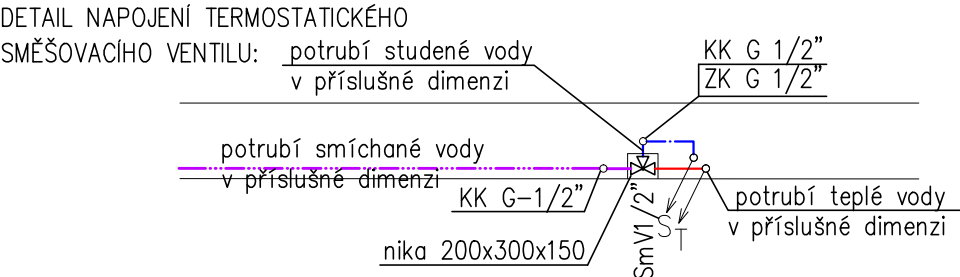 DETAIL NAPOJENÍ TERMOSTATICKÉHO
SMĚŠOVACÍHO VENTILU:
potrubí studené vody
v příslušné dimenzi
KK G 1/2"
ZK G 1/2"
potrubí smíchané vody
v příslušné dimenzi
KK G-1/2"
nika 200x300x150
SmV1/2"
S
T
potrubí teplé vody
v příslušné dimenzi